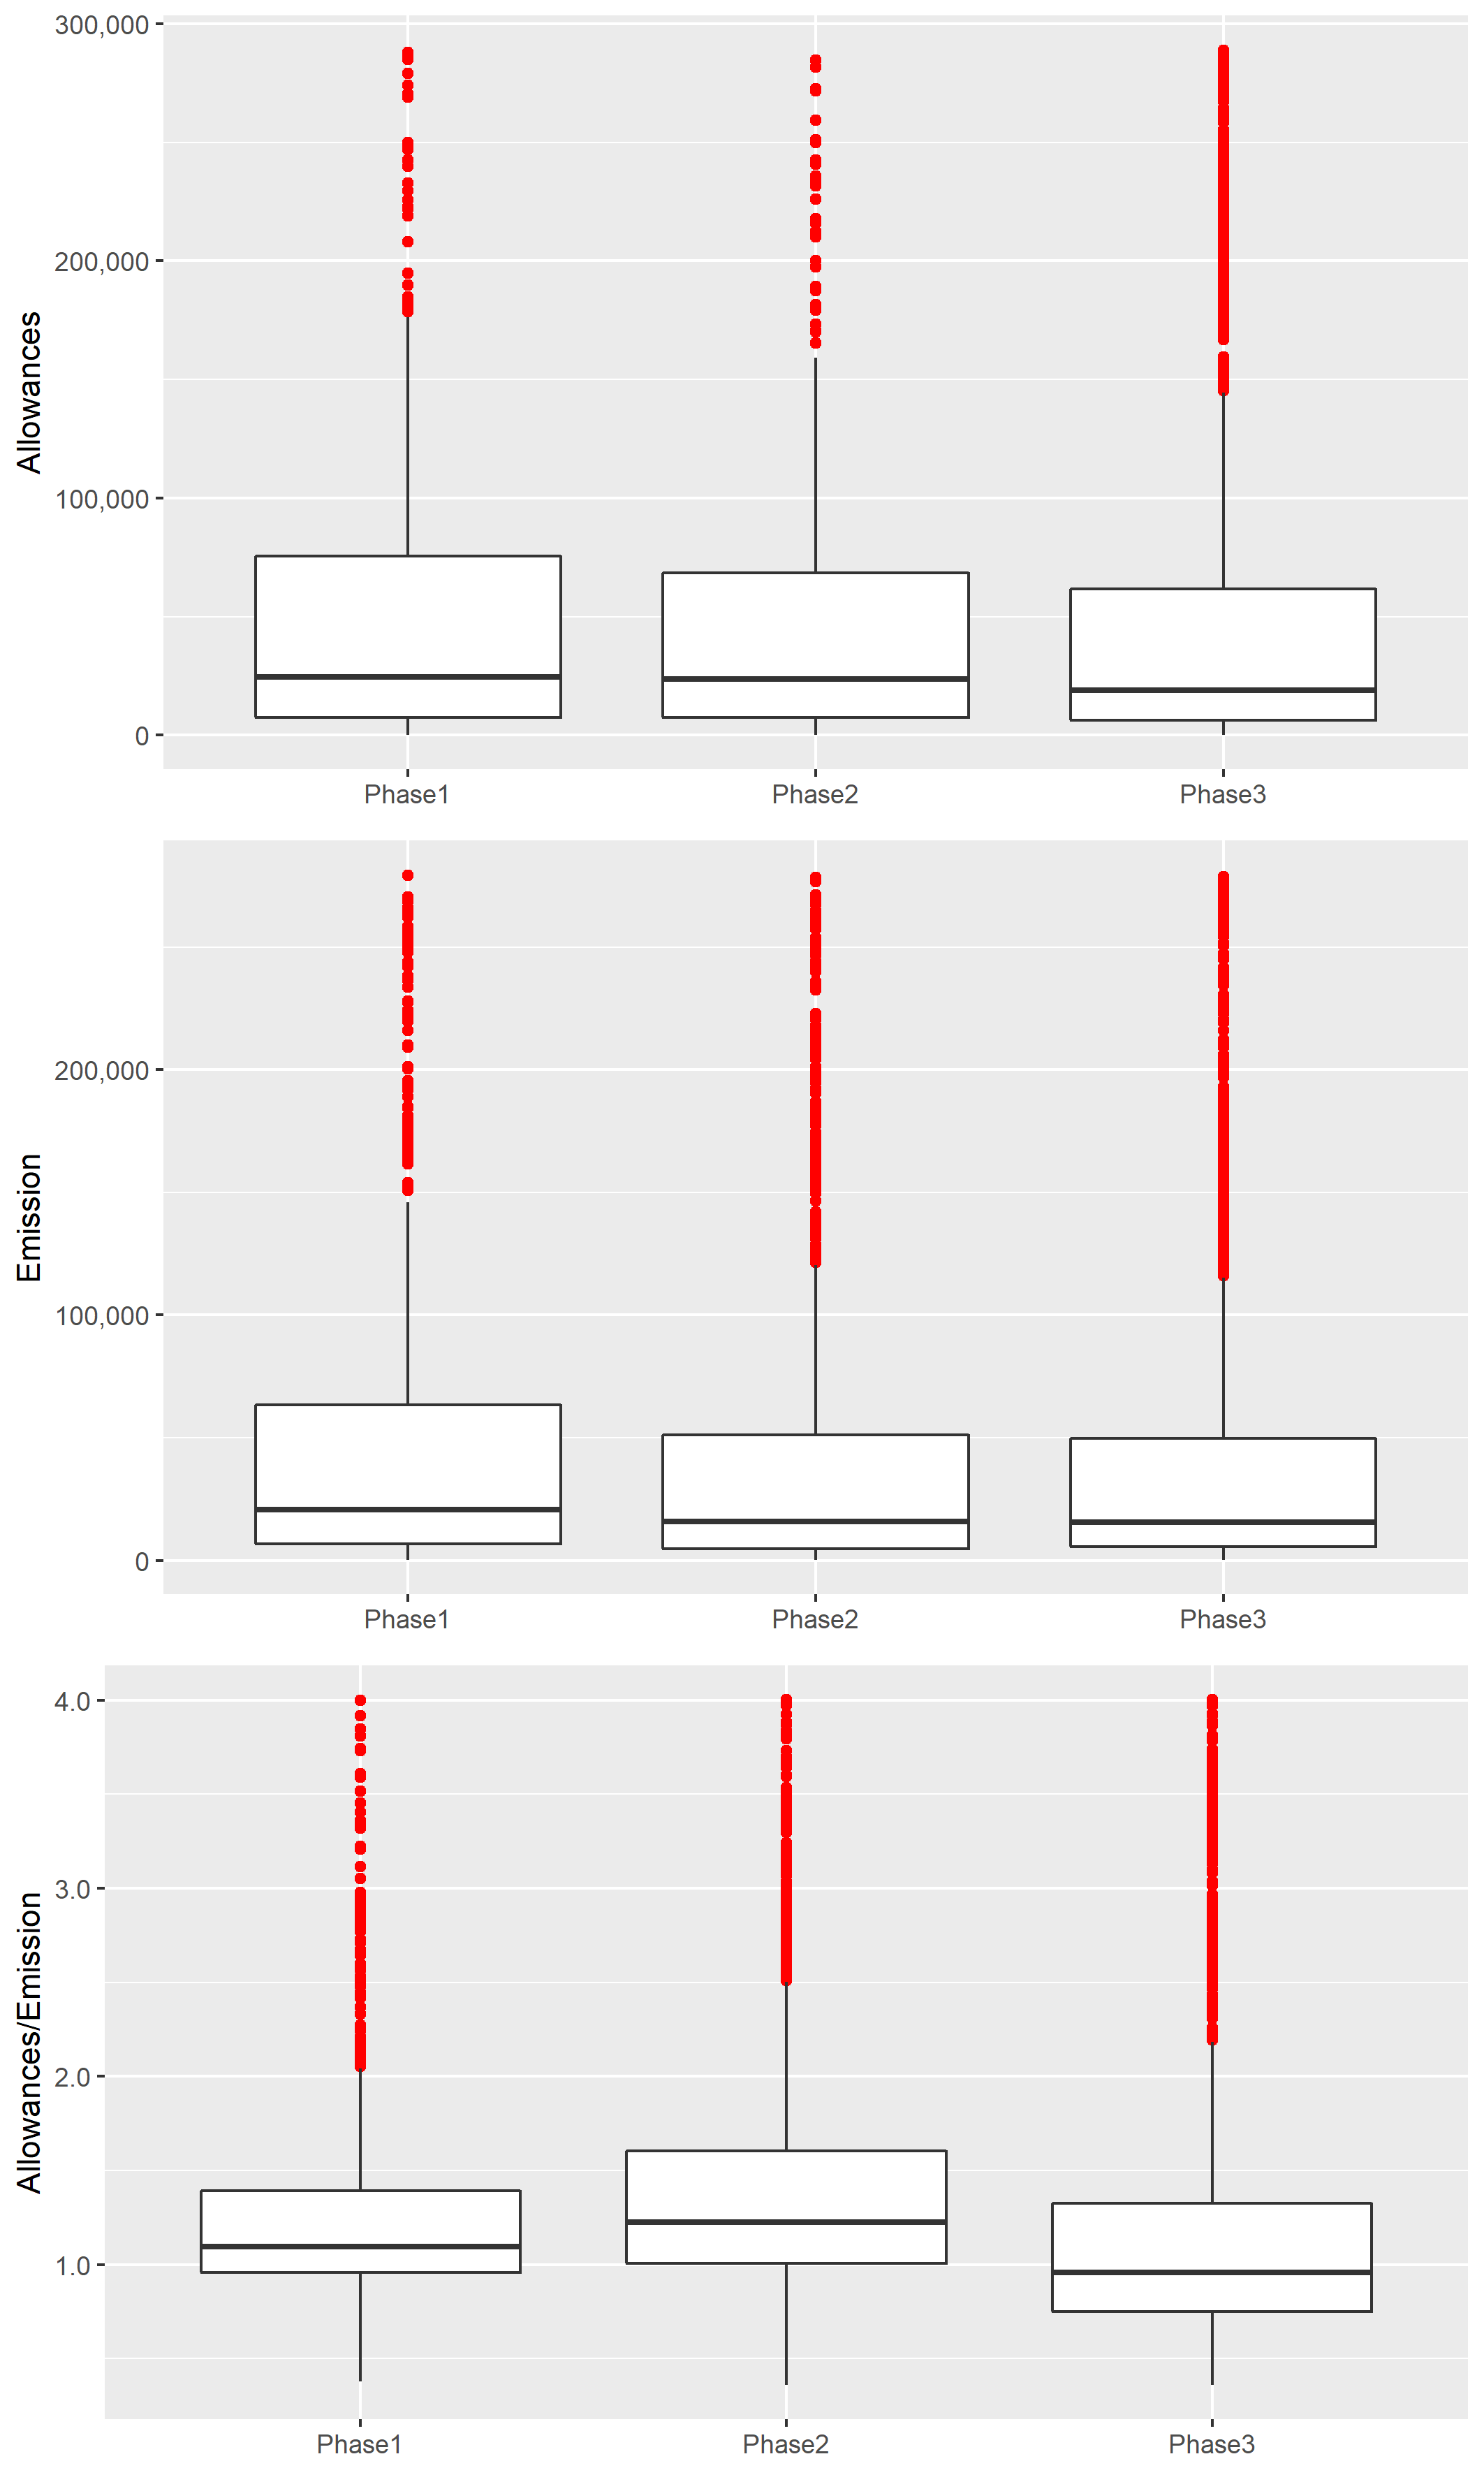 Allowances
300,000
200,000
100,000
0
Phase1 Phase2 Phase3
Emission
200,000
100,000
0
Phase1 Phase2 Phase3
Allowances/Emission
4.0
3.0
2.0
1.0
Phase1 Phase2 Phase3